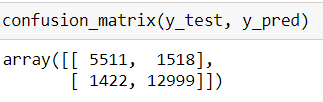 confusion_matrix(y_test, y_pred)
array([[ 5511,  1518],
       [ 1422, 12999]])